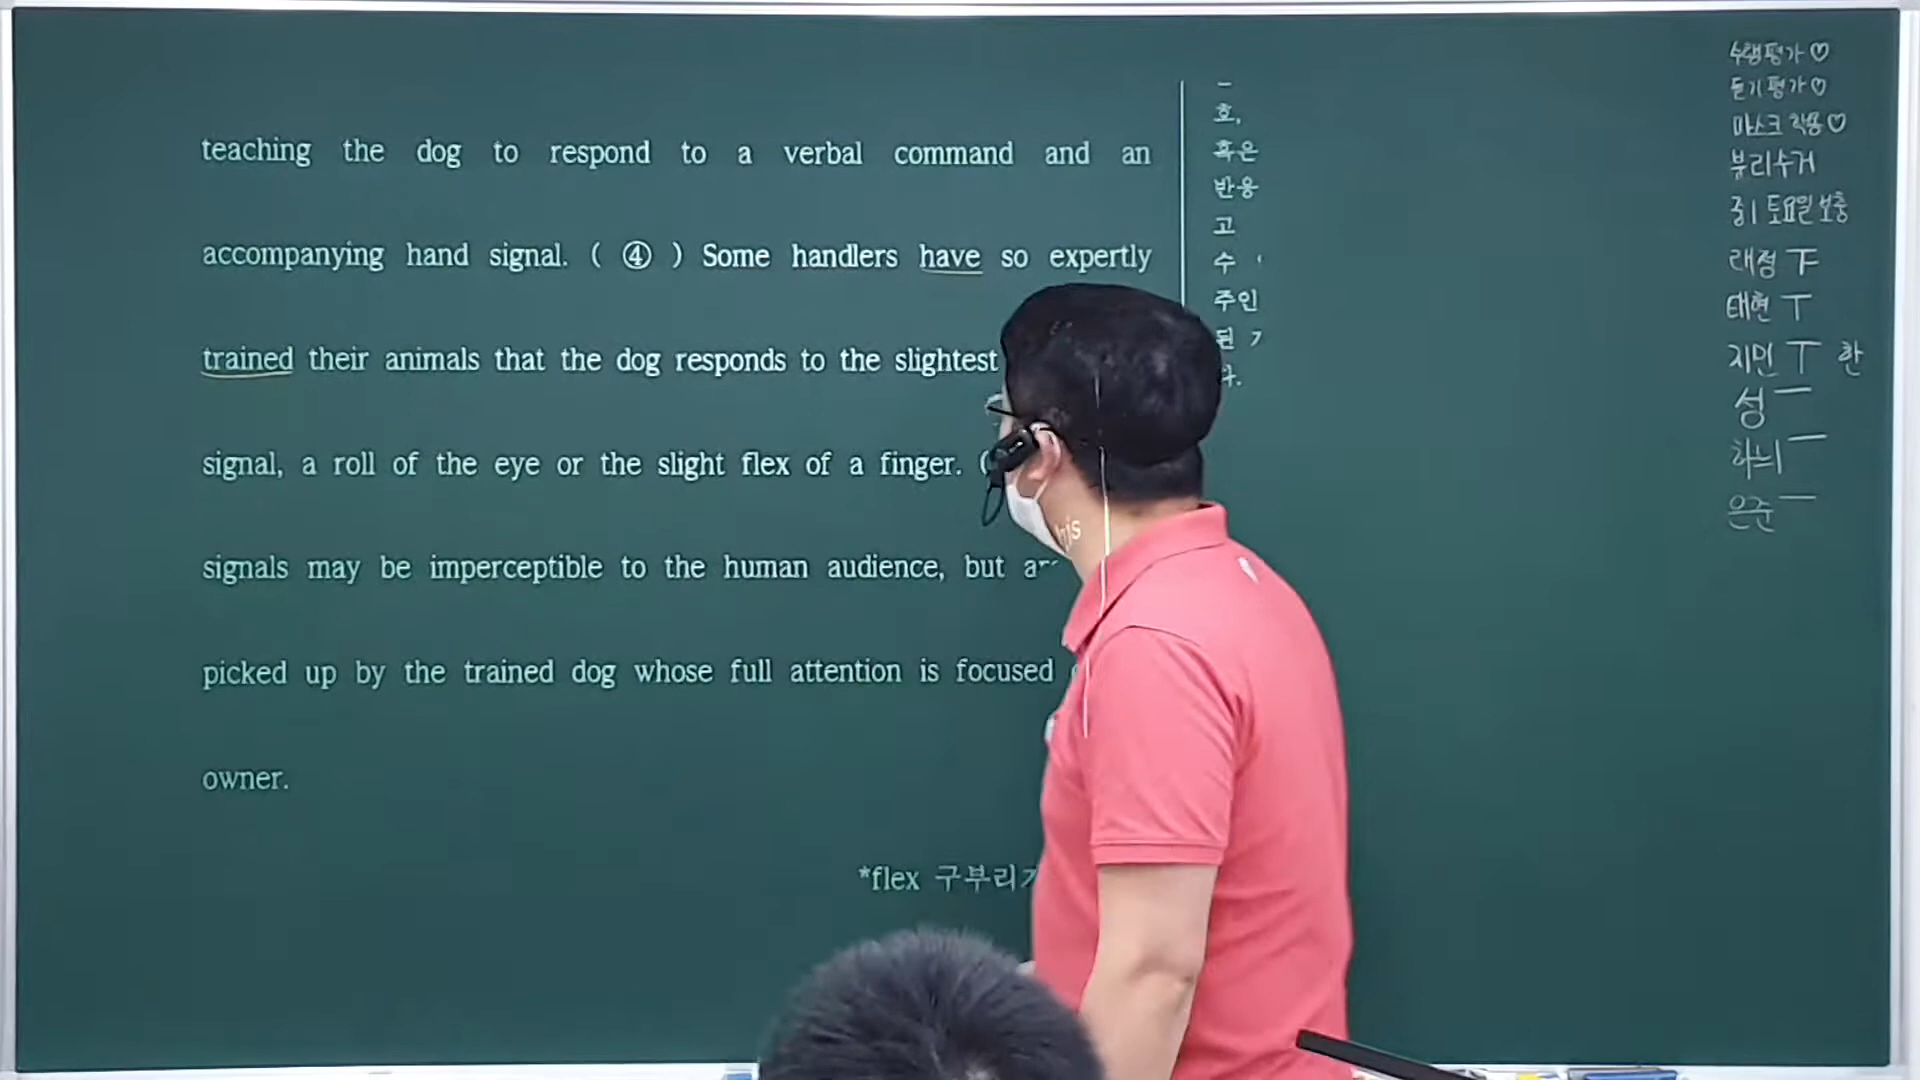 teaching the dog to respond to a verbal command and an
accompanying hand signal. ( ④ ) Some handlers have so expertly
trained their animals that the dog responds to the slightest
signal, a roll of the eye or the slight flex of a finger. (
signals may be imperceptible to the human audience, but
picked up by the trained dog whose full attention is focused
owner.
*flex 구부리
호,
혹은
반응
고
수
주인
된
다.
수행평가♡
듣기평가♡
마스크 착용♡
분리수거
중1 토요일 보충
태현
지민 한
성
하늬
은준